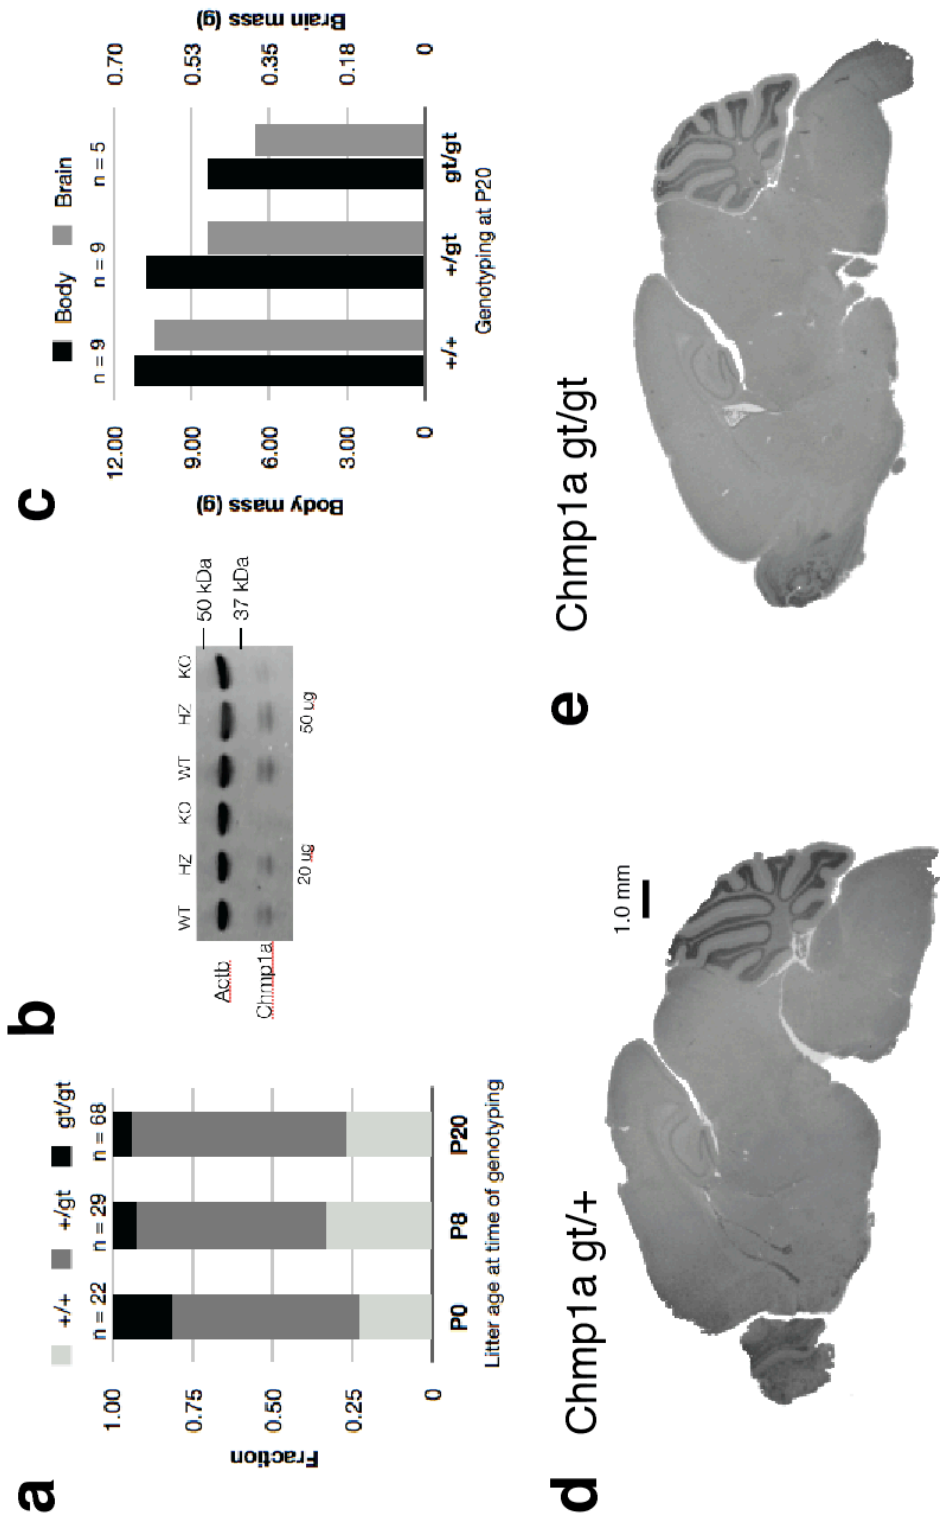 a
+/+ +/gt gt/gt
n = 22 n = 29 n = 68
1.00
0.75
0.50
0.25
0
Fraction
P0 P8 P20
Litter age at time of genotyping
b
WT HZ KO WT HZ KO
50 kDa
37 kDa
Actb
Chmp1a
20 ug 50 ug
c
Body Brain
n = 9 n = 9 n = 5
12.00
9.00
6.00
3.00
0
Body mass (g)
0.70
0.53
0.35
0.18
0
Brain mass (g)
+/+ +/gt gt/gt
Genotyping at P20
d
Chmp1a gt/+
1.0 mm
e
Chmp1a gt/gt